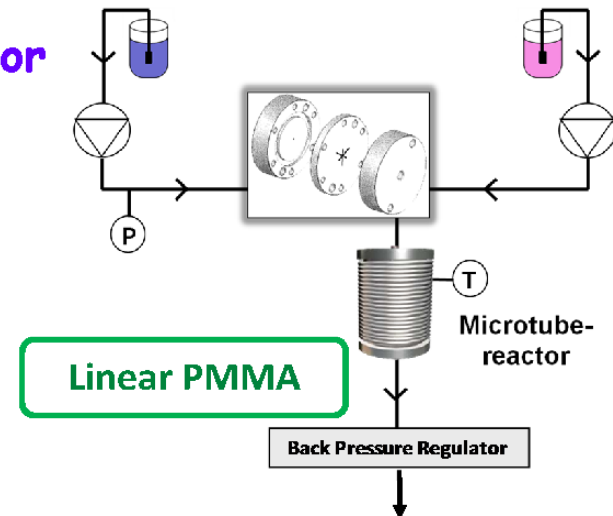 or
P
T
Microtube-
reactor
Linear PMMA
Back Pressure Regulator